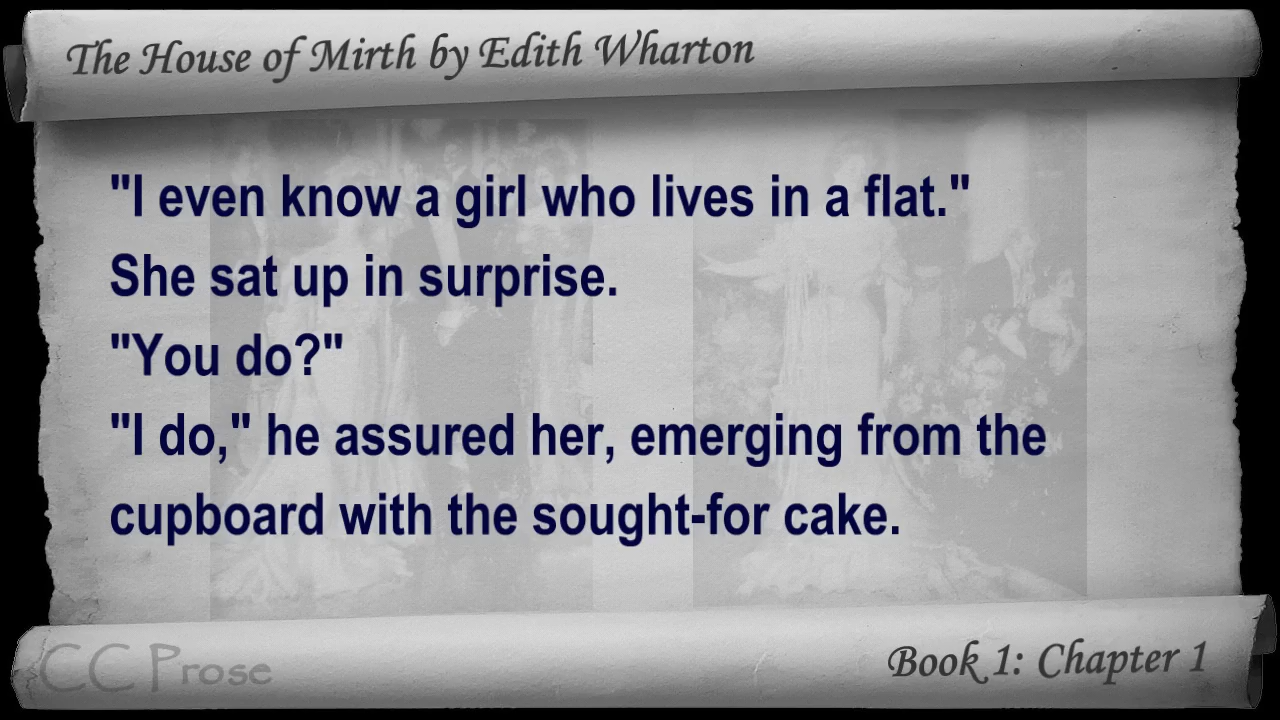 The House of Mirth by Edith Wharton
"I even know a girl who lives in a flat."
She sat up in surprise.
"You do?"
"I do," he assured her, emerging from the
cupboard with the sought-for cake.
CC Prose
Book 1: Chapter 1